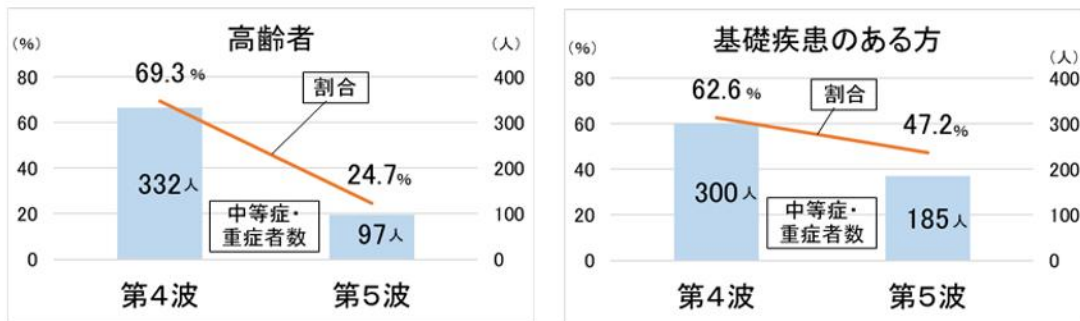 高齢者
(%)
(人)
80
60
40
20
0
400
300
200
100
0
69.3 %
割合
24.7%
332人
中等症・
重症者数
97人
第4波
第5波
基礎疾患のある方
(%)
(人)
80
60
40
20
0
400
300
200
100
0
62.6 %
割合
47.2%
300人
中等症・
重症者数
185人
第4波
第5波